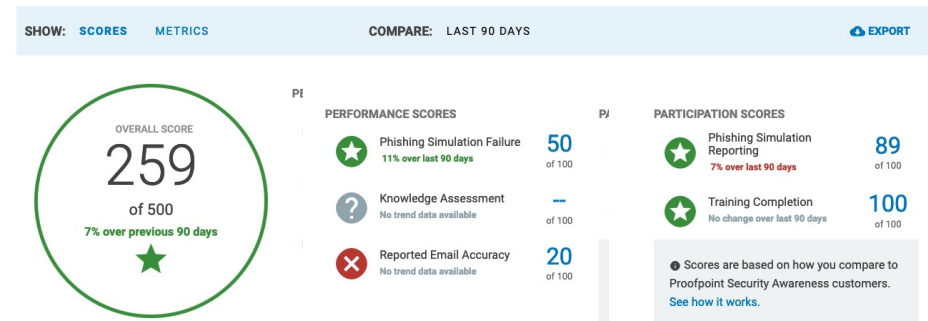 SHOW: SCORES METRICS COMPARE: LAST 90 DAYS EXPORT
OVERALL SCORE
259
of 500
7% over previous 90 days
PERFORMANCE SCORES
Phishing Simulation Failure
11% over last 90 days
50
of 100
Knowledge Assessment
No trend data available
--
of 100
Reported Email Accuracy
No trend data available
20
of 100
PARTICIPATION SCORES
Phishing Simulation
Reporting
7% over last 90 days
89
of 100
Training Completion
No change over last 90 days
100
of 100
Scores are based on how you compare to
Proofpoint Security Awareness customers.
See how it works.